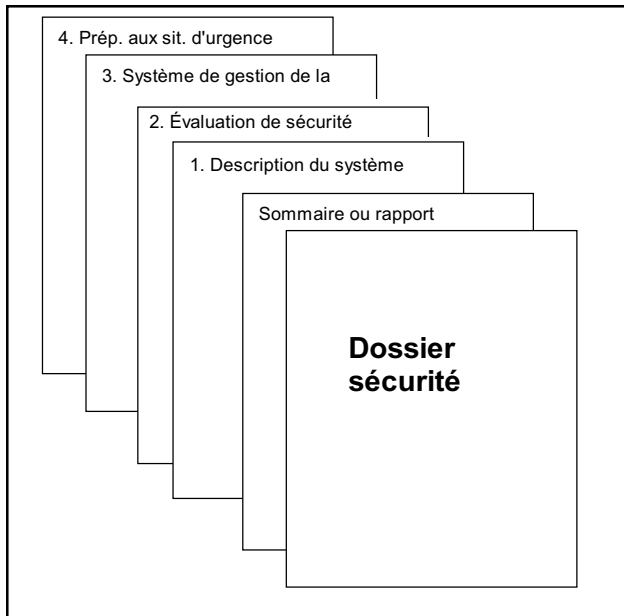 4. Prép. aux sit. d'urgence
3. Système de gestion de la
2. Évaluation de sécurité
1. Description du système
Sommaire ou rapport
Dossier
sécurité